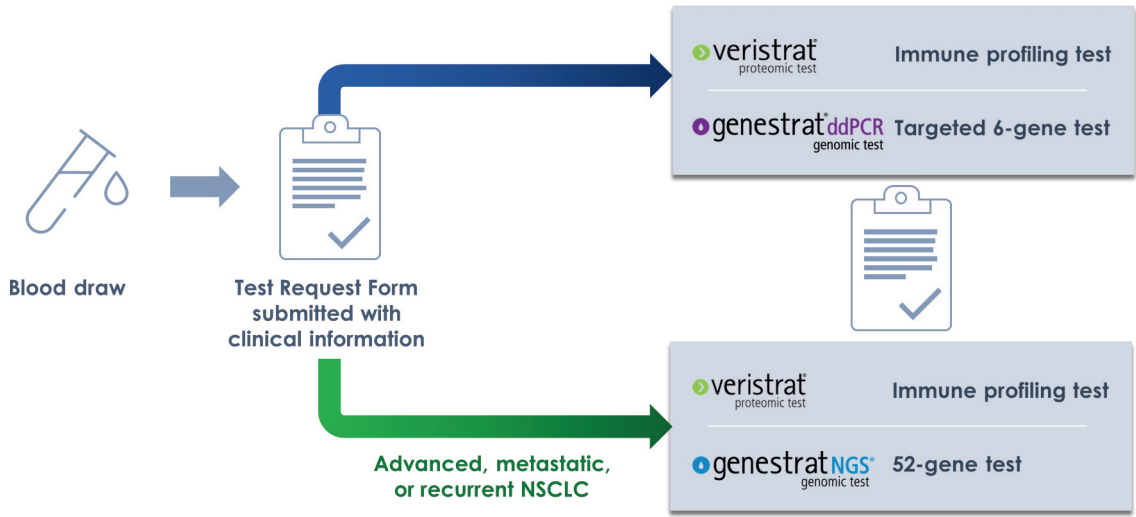 veristrat®
proteomic test
Immune profiling test
genestrat®ddPCR
genomic test
Targeted 6-gene test
Blood draw
Test Request Form
submitted with
clinical information
veristrat®
proteomic test
Immune profiling test
genestratNGS®
genomic test
52-gene test
Advanced, metastatic,
or recurrent NSCLC